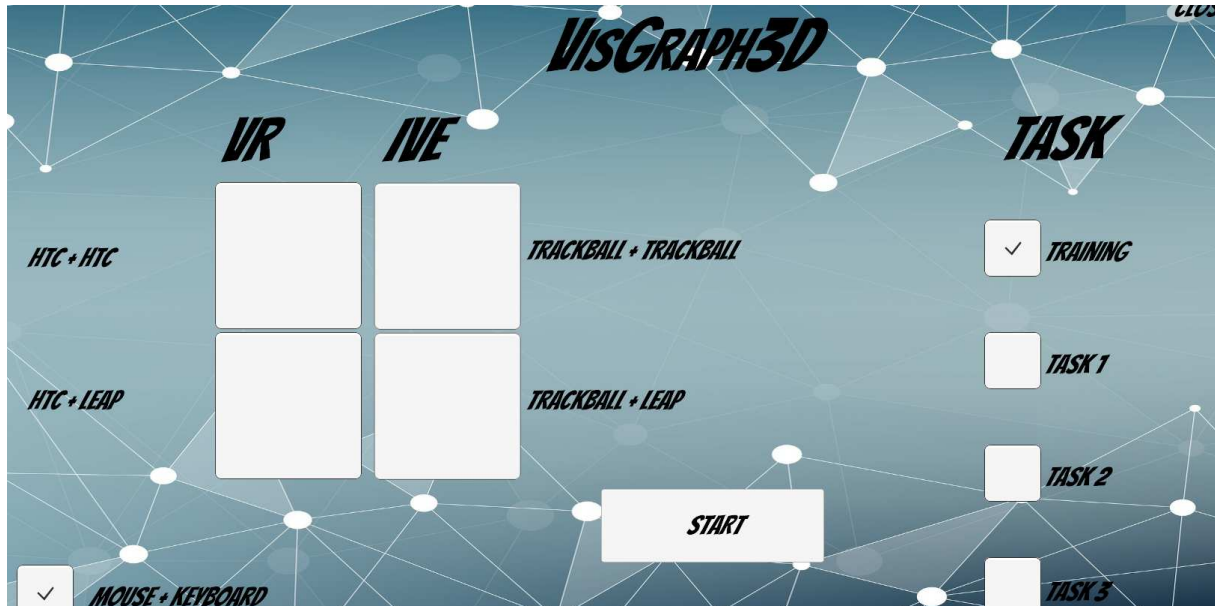 CLOS
VISGRAPH3D
VR IVE TASK
HTC + HTC
TRACKBALL + TRACKBALL
TRAINING
HTC + LEAP
TRACKBALL + LEAP
TASK 1
TASK 2
START
MOUSE + KEYBOARD
TASK 3